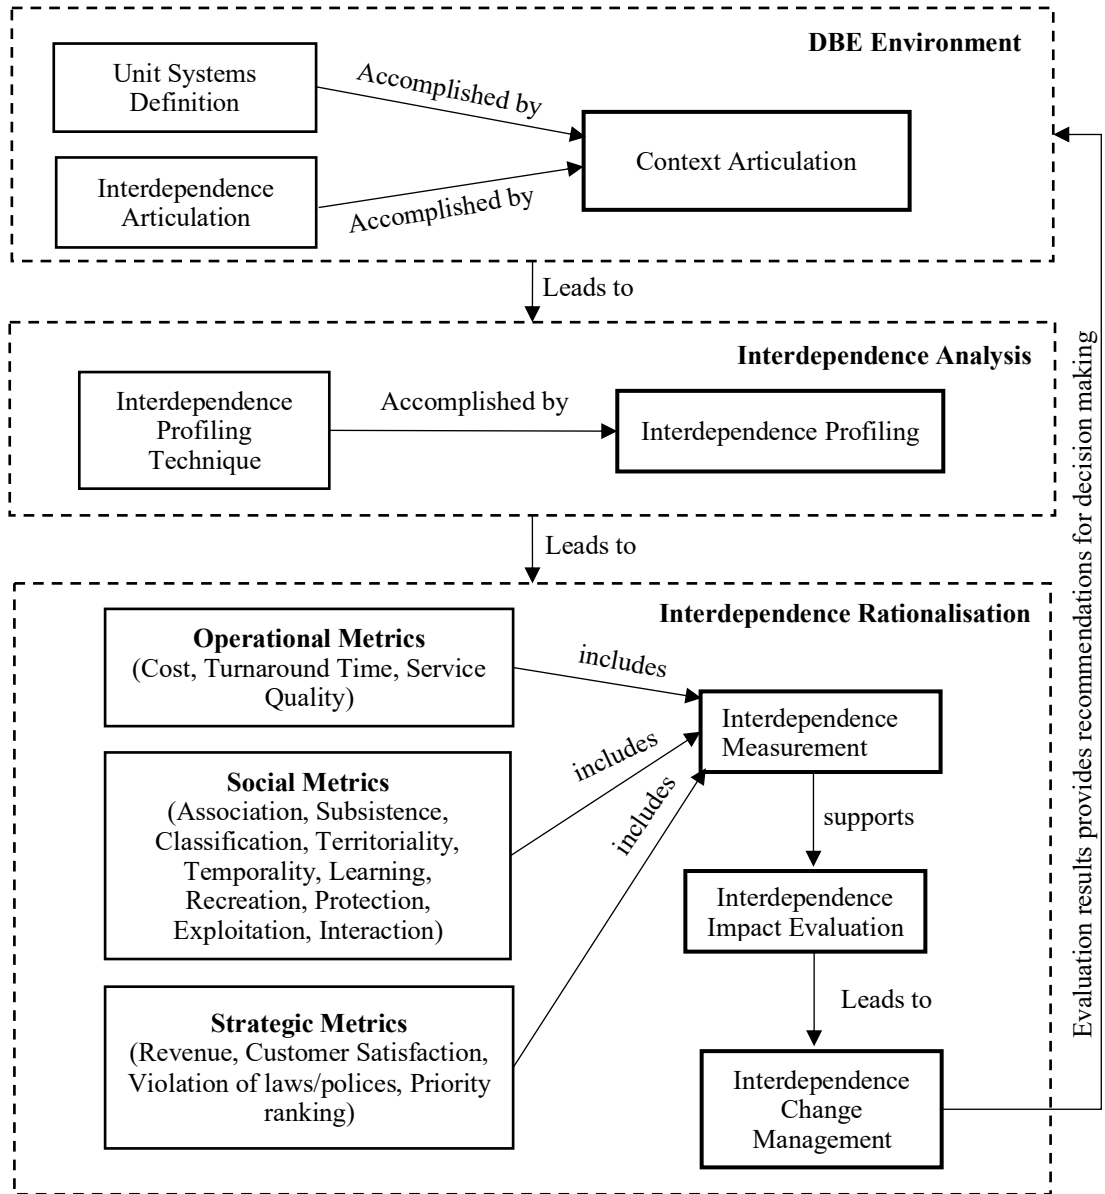 DBE Environment
Unit Systems
Definition
Accomplished by
Context Articulation
Interdependence
Articulation
Accomplished by
Leads to
Interdependence Analysis
Interdependence
Profiling
Technique
Accomplished by
Interdependence Profiling
Leads to
Interdependence Rationalisation
Operational Metrics
(Cost, Turnaround Time, Service
Quality)
includes
Interdependence
Measurement
Social Metrics
(Association, Subsistence,
Classification, Territoriality,
Temporality, Learning,
Recreation, Protection,
Exploitation, Interaction)
includes
includes
supports
Interdependence
Impact Evaluation
Leads to
Strategic Metrics
(Revenue, Customer Satisfaction,
Violation of laws/polices, Priority
ranking)
Interdependence
Change
Management
Evaluation results provides recommendations for decision making